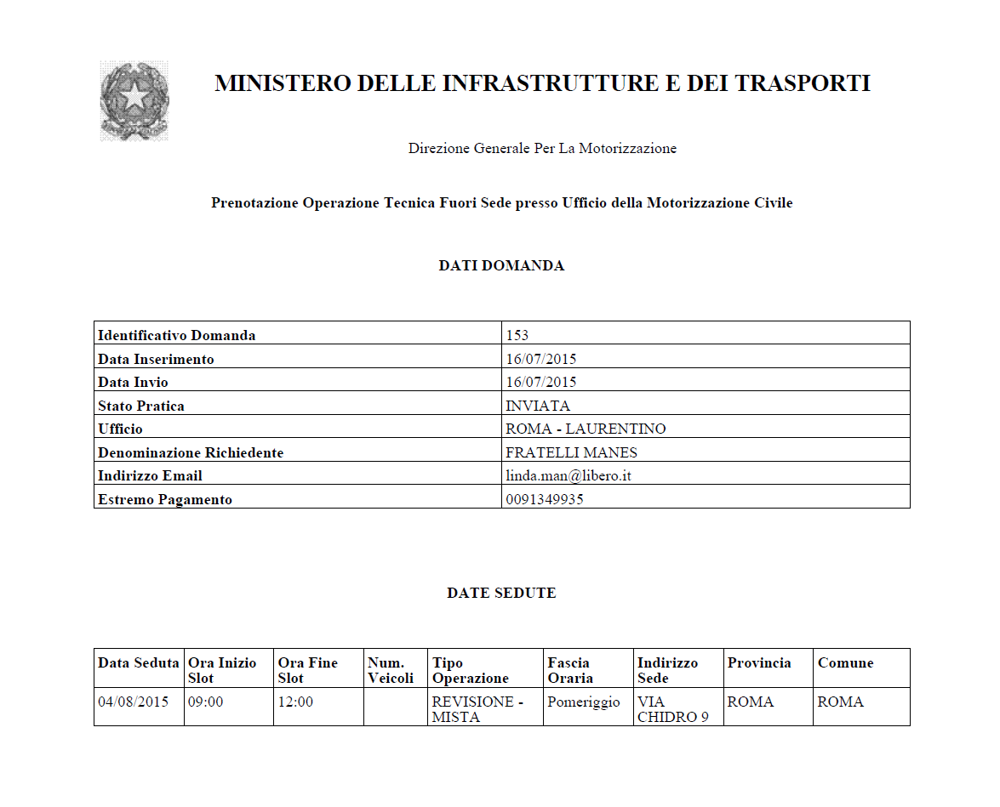 MINISTERO DELLE INFRASTRUTTURE E DEI TRASPORTI
Direzione Generale Per La Motorizzazione
Prenotazione Operazione Tecnica Fuori Sede presso Ufficio della Motorizzazione Civile
DATI DOMANDA
Identificativo Domanda 153
Data Inserimento 16/07/2015
Data Invio 16/07/2015
Stato Pratica INVIATA
Ufficio ROMA - LAURENTINO
Denominazione Richiedente FRATELLI MANES
Indirizzo Email linda.man@libero.it
Estremo Pagamento 0091349935
DATE SEDUTE
Data Seduta Ora Inizio Ora Fine Num. Tipo Fascia Indirizzo Provincia Comune
Slot Slot Veicoli Operazione Oraria Sede
04/08/2015 09:00 12:00 REVISIONE - Pomeriggio VIA ROMA ROMA
MISTA CHIDRO 9